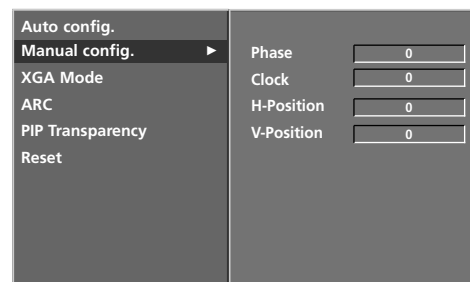 Auto config.
Manual config. ►
XGA Mode
ARC
PIP Transparency
Reset
Phase 0
Clock 0
H-Position 0
V-Position 0